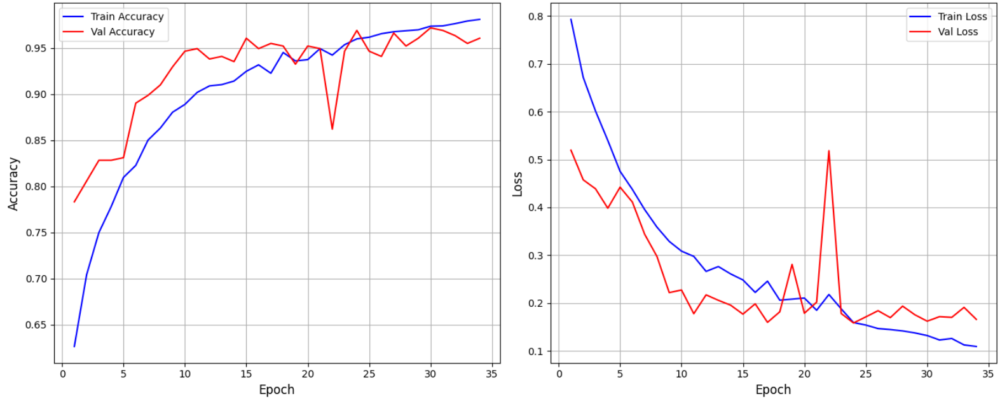 Train Accuracy
Val Accuracy
0.95
0.90
0.85
0.80
0.75
0.70
0.65
Accuracy
0 5 10 15 20 25 30 35
Epoch
Train Loss
Val Loss
0.8
0.7
0.6
0.5
0.4
0.3
0.2
0.1
Loss
0 5 10 15 20 25 30 35
Epoch